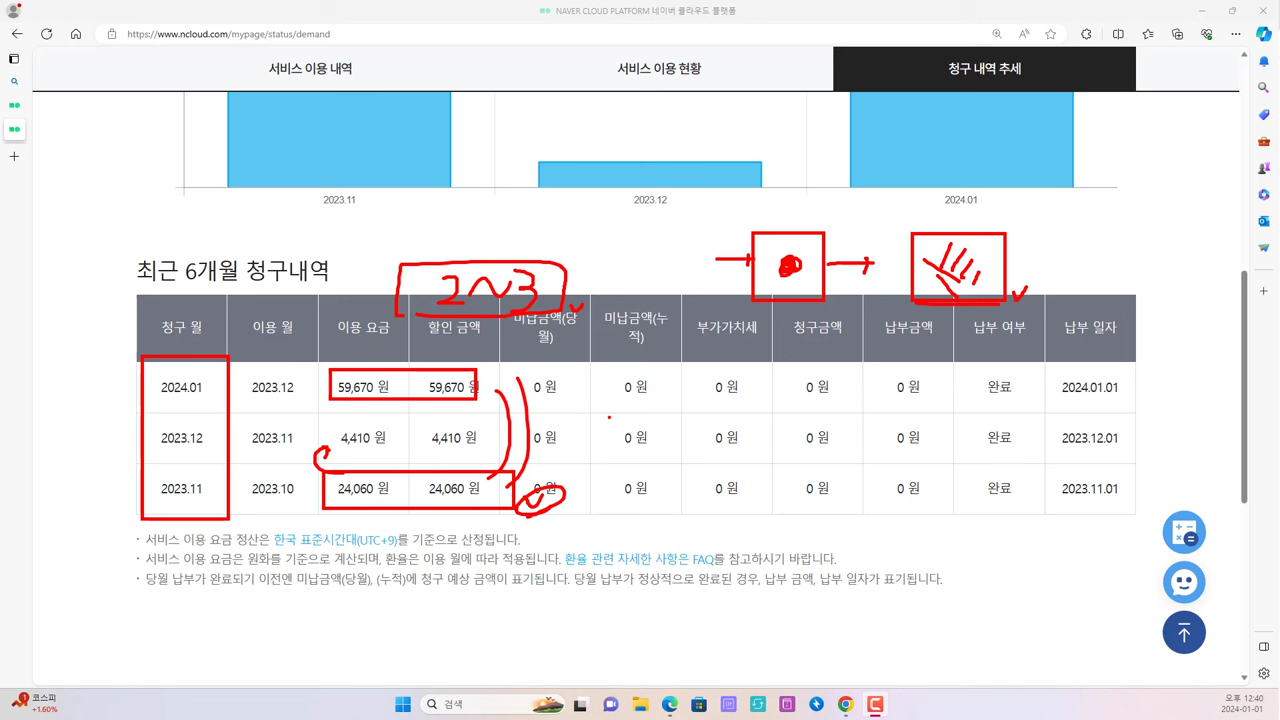 NAVER CLOUD PLATFORM 네이버 클라우드 플랫폼
https://www.ncloud.com/mypage/status/demand
서비스 이용 내역
서비스 이용 현황
청구 내역 추세
2023.11
2023.12
2024.01
최근 6개월 청구내역
2~3
청구 월 이용 월 이용 요금 할인 금액 미납금액(당월) 미납금액(누적) 부가가치세 청구금액 납부금액 납부 여부 납부 일자
2024.01 2023.12 59,670 원 59,670 원 0 원 0 원 0 원 0 원 0 원 완료 2024.01.01
2023.12 2023.11 4,410 원 4,410 원 0 원 0 원 0 원 0 원 0 원 완료 2023.12.01
2023.11 2023.10 24,060 원 24,060 원 0 원 0 원 0 원 0 원 0 원 완료 2023.11.01
· 서비스 이용 요금 정산은 한국 표준시간대(UTC+9)를 기준으로 산정됩니다.
· 서비스 이용 요금은 원화를 기준으로 계산되며, 환율은 이용 월에 따라 적용됩니다. 환율 관련 자세한 사항은 FAQ를 참고하시기 바랍니다.
· 당월 납부가 완료되기 이전엔 미납금액(당월), (누적)에 청구 예상 금액이 표기됩니다. 당월 납부가 정상적으로 완료된 경우, 납부 금액, 납부 일자가 표기됩니다.
1
코스피
+1.60%
검색
오후 12:40
2024-01-01